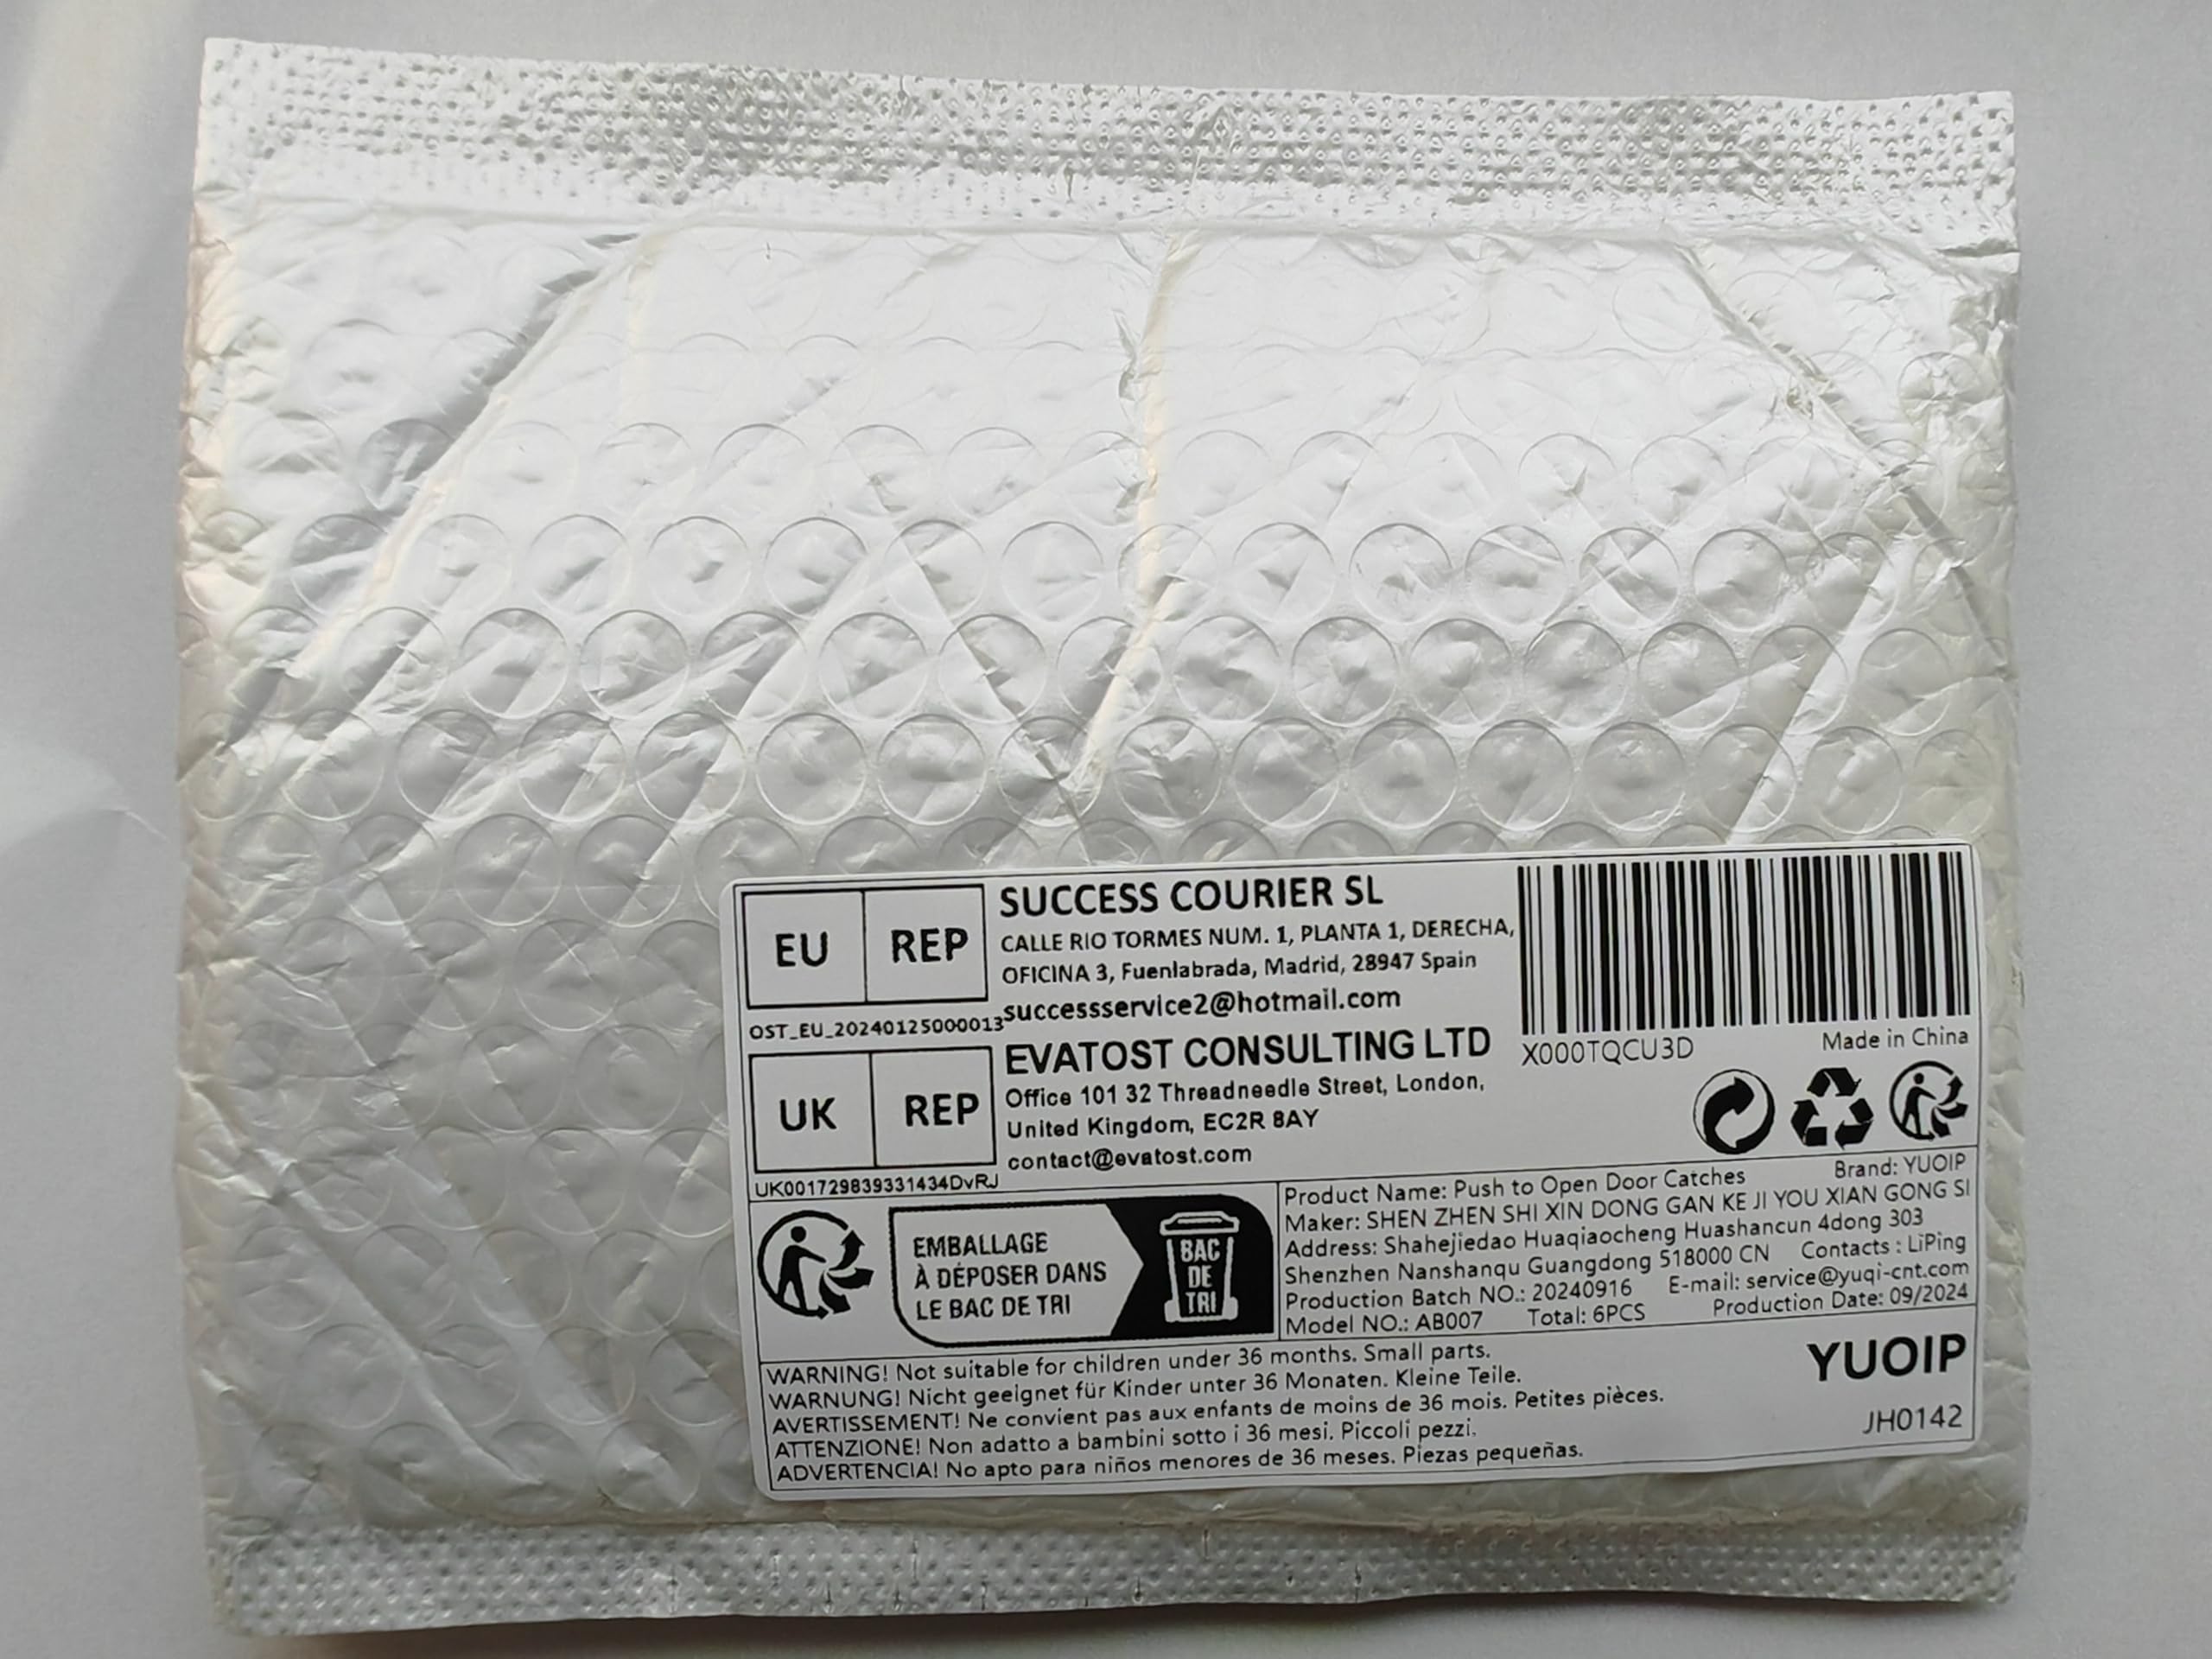 EU REP
SUCCESS COURIER SL
CALLE RIO TORMES NUM. 1, PLANTA 1, DERECHA,
OFICINA 3, Fuenlabrada, Madrid, 28947 Spain
successservice2@hotmail.com
OST_EU_20240125000013
UK REP
EVATOST CONSULTING LTD
Office 101 32 Threadneedle Street, London,
United Kingdom, EC2R 8AY
contact@evatost.com
UK001729839331434DvRJ
X000TQCU3D
Made in China
EMBALLAGE
À DÉPOSER DANS
LE BAC DE TRI
BAC
DE
TRI
Product Name: Push to Open Door Catches Brand: YUOIP
Maker: SHEN ZHEN SHI XIN DONG GAN KE JI YOU XIAN GONG SI
Address: Shahejiedao Huaqiaocheng Huashancun 4dong 303
Shenzhen Nanshanqu Guangdong 518000 CN Contacts : LiPing
Production Batch NO.: 20240916 E-mail: service@yuqi-cnt.com
Model NO.: AB007 Total: 6PCS Production Date: 09/2024
WARNING! Not suitable for children under 36 months. Small parts.
WARNUNG! Nicht geeignet für Kinder unter 36 Monaten. Kleine Teile.
AVERTISSEMENT! Ne convient pas aux enfants de moins de 36 mois. Petites pièces.
ATTENZIONE! Non adatto a bambini sotto i 36 mesi. Piccoli pezzi.
ADVERTENCIA! No apto para niños menores de 36 meses. Piezas pequeñas.
YUOIP
JH0142